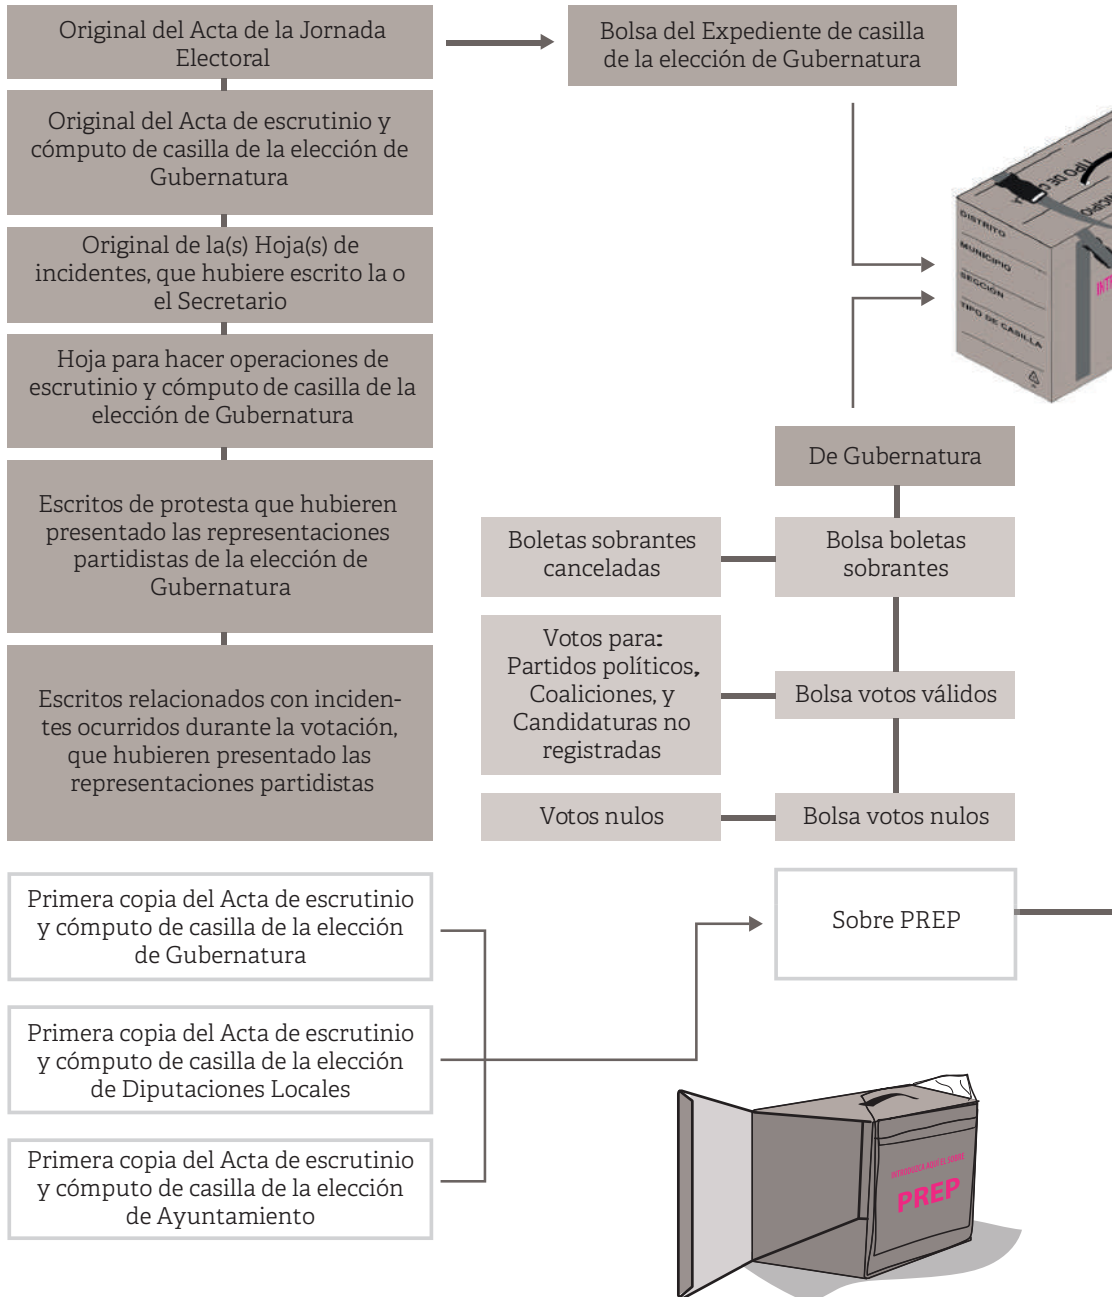 Original del Acta de la Jornada
Electoral
Original del Acta de escrutinio y
cómputo de casilla de la elección de
Gubernatura
Original de la(s) Hoja(s) de
incidentes, que hubiere escrito la o
el Secretario
Hoja para hacer operaciones de
escrutinio y cómputo de casilla de la
elección de Gubernatura
Escritos de protesta que hubieren
presentado las representaciones
partidistas de la elección de
Gubernatura
Escritos relacionados con inciden-
tes ocurridos durante la votación,
que hubieren presentado las
representaciones partidistas
Bolsa del Expediente de casilla
de la elección de Gubernatura
TIPO DE C
DISTRITO
MUNICIPIO
SECCIÓN
TIPO DE CASILLA
INTR
De Gubernatura
Boletas sobrantes
canceladas
Bolsa boletas
sobrantes
Votos para:
Partidos políticos,
Coaliciones, y
Candidaturas no
registradas
Bolsa votos válidos
Votos nulos
Bolsa votos nulos
Primera copia del Acta de escrutinio
y cómputo de casilla de la elección
de Gubernatura
Primera copia del Acta de escrutinio
y cómputo de casilla de la elección
de Diputaciones Locales
Primera copia del Acta de escrutinio
y cómputo de casilla de la elección
de Ayuntamiento
Sobre PREP
INTRODUZCA AQUÍ EL SOBRE
PREP